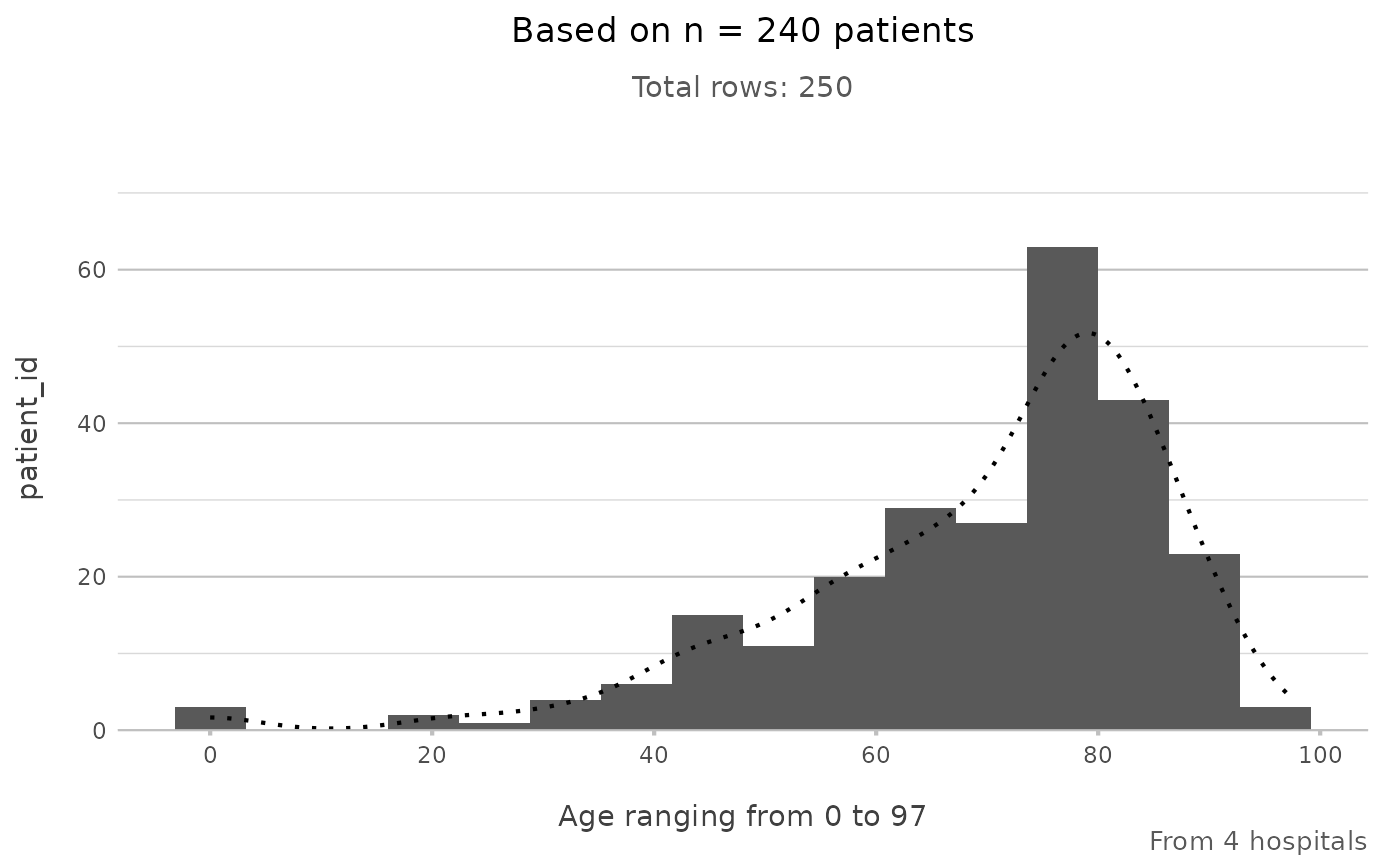 Based on n = 240 patients
Total rows: 250
60
40
20
0
patient_id
0 20 40 60 80 100
Age ranging from 0 to 97
From 4 hospitals